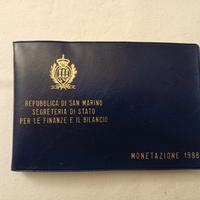 REPUBBLICA DI SAN MARINO
SEGRETERIA DI STATO
PER LE FINANZE E IL BILANCIO
MONETAZIONE 1988